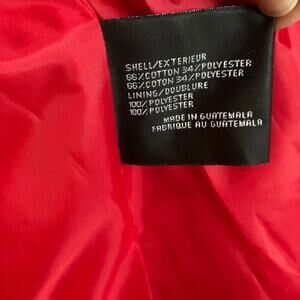 SHELL/EXTERIEUR
66%COTTON 34%POLYESTER
66%COTON 34%POLYESTER
LINING/DOUBLURE
100%POLYESTER
100%POLYESTER
MADE IN GUATEMALA
FABRIQUE AU GUATEMALA